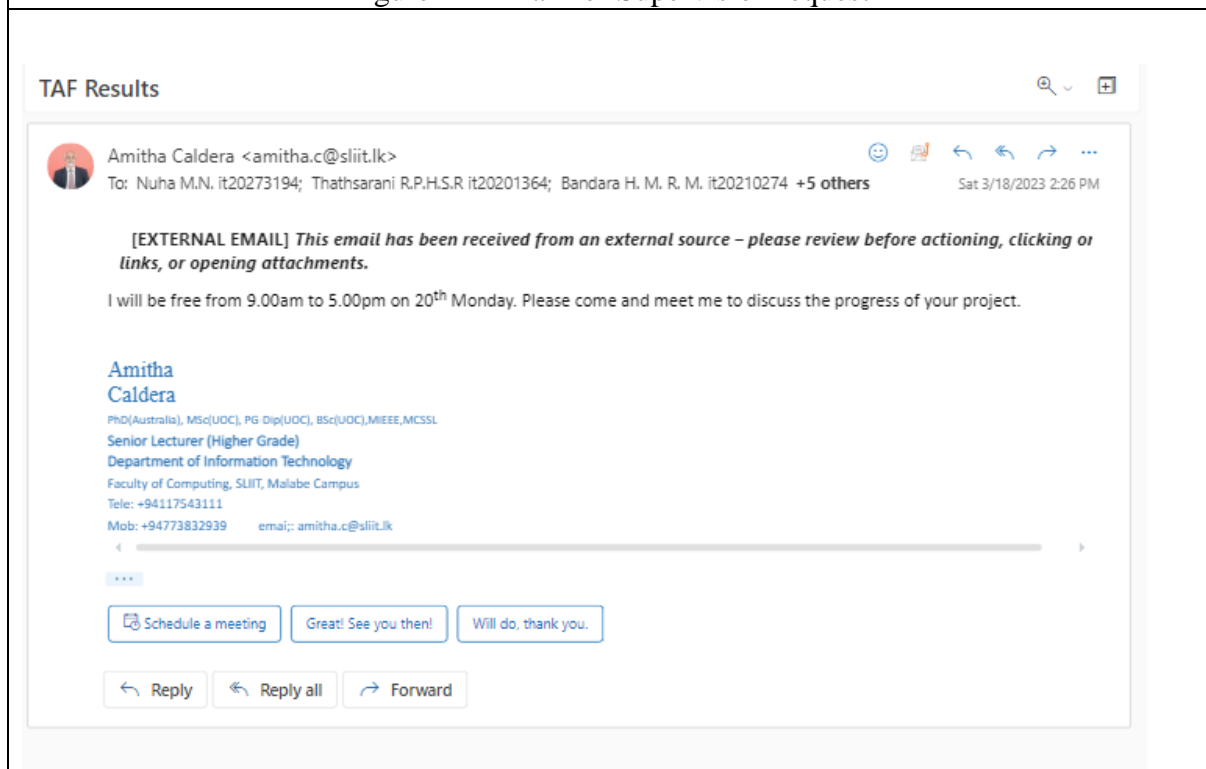 TAF Results
Amitha Caldera <amitha.c@sliit.lk>
To: Nuha M.N. it20273194; Thathsarani R.P.H.S.R it20201364; Bandara H. M. R. M. it20210274 +5 others
Sat 3/18/2023 2:26 PM
[EXTERNAL EMAIL] This email has been received from an external source – please review before actioning, clicking or
links, or opening attachments.
I will be free from 9.00am to 5.00pm on 20th Monday. Please come and meet me to discuss the progress of your project.
Amitha
Caldera
PhD(Australia), MSc(UOC), PG Dip(UOC), BSc(UOC),MIEEE,MCSSL
Senior Lecturer (Higher Grade)
Department of Information Technology
Faculty of Computing, SLIIT, Malabe Campus
Tele: +94117543111
Mob: +94773832939 emai;: amitha.c@sliit.lk
Schedule a meeting
Great! See you then!
Will do, thank you.
Reply
Reply all
Forward